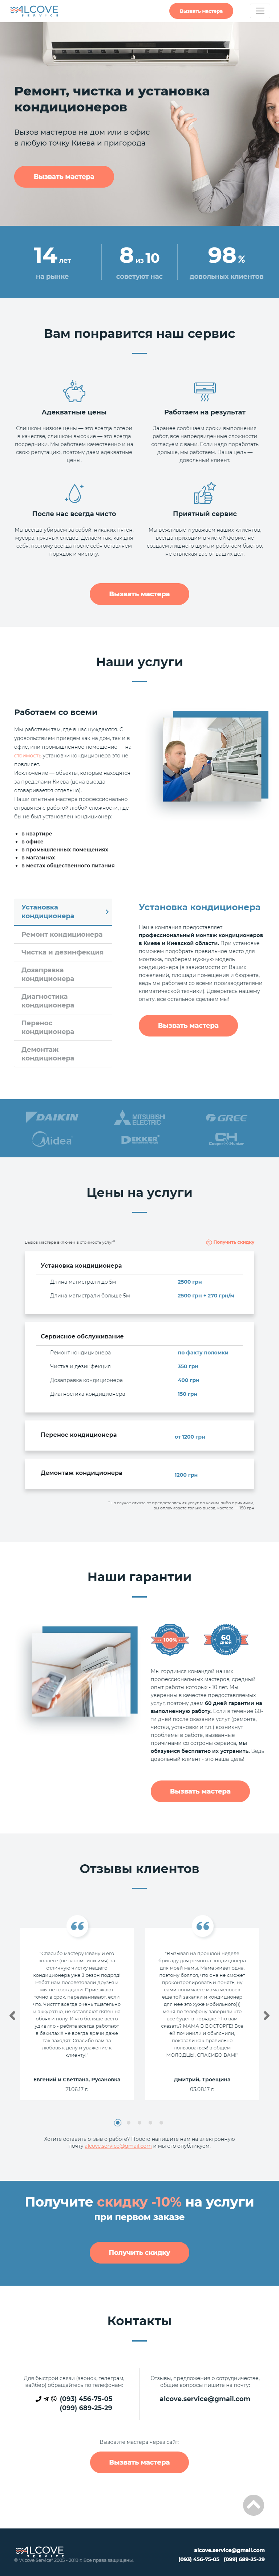 ALCOVE
SERVICE
Вызвать мастера
Ремонт, чистка и установка
кондиционеров
Вызов мастеров на дом или в офис
в любую точку Киева и пригорода
Вызвать мастера
14 лет
на рынке
8 из 10
советуют нас
98 %
довольных клиентов
Вам понравится наш сервис
Адекватные цены
Слишком низкие цены — это всегда потери
в качестве, слишком высокие — это всегда
посредники. Мы работаем качественно и на
свою репутацию, поэтому даем адекватные
цены.
Работаем на результат
Заранее сообщаем сроки выполнения
работ, все непредвиденные сложности
согласуем с вами. Если надо поработать
дольше, мы работаем. Наша цель —
довольный клиент.
После нас всегда чисто
Мы всегда убираем за собой: никаких пятен,
мусора, грязных следов. Делаем так, как для
себя, поэтому всегда после себя оставляем
порядок и чистоту.
Приятный сервис
Мы вежливые и уважаем наших клиентов,
всегда приходим в чистой форме, не
создаем лишнего шума и работаем быстро,
не отвлекая вас от ваших дел.
Вызвать мастера
Наши услуги
Работаем со всеми
Мы работаем там, где в нас нуждаются. С
удовольствием приедем как на дом, так и в
офис, или промышленное помещение — на
стоимость установки кондиционера это не
повлияет.
Исключение — объекты, которые находятся
за пределами Киева (цена выезда
оговаривается отдельно).
Наши опытные мастера профессионально
справятся с работой любой сложности, где
бы не был установлен кондиционер:
в квартире
в офисе
в промышленных помещениях
в магазинах
в местах общественного питания
Установка
кондиционера
Ремонт кондиционера
Чистка и дезинфекция
Дозаправка
кондиционера
Диагностика
кондиционера
Перенос
кондиционера
Демонтаж
кондиционера
Установка кондиционера
Наша компания предоставляет
профессиональный монтаж кондиционеров
в Киеве и Киевской области. При установке
поможем правильно подобрать место для
монтажа, подберем нужную модель
кондиционера (в зависимости от Ваших
пожеланий, площади помещения и бюджета,
ведь мы работаем со всеми производителями
климатической техники). Доверьтесь нашему
опыту, все остальное сделаем мы!
Вызвать мастера
DAIKIN
MITSUBISHI
ELECTRIC
GREE
Midea
DEKKER
CH
Cooper&Hunter
Цены на услуги
Вызов мастера включен в стоимость услуг*
Получить скидку
Установка кондиционера
Длина магистрали до 5м 2500 грн
Длина магистрали больше 5м 2500 грн + 270 грн/м
Сервисное обслуживание
Ремонт кондиционера по факту поломки
Чистка и дезинфекция 350 грн
Дозаправка кондиционера 400 грн
Диагностика кондиционера 150 грн
Перенос кондиционера от 1200 грн
Демонтаж кондиционера 1200 грн
* - в случае отказа от предоставления услуг по каким-либо причинам,
вы оплачиваете только выезд мастера — 150 грн
Наши гарантии
100%
60
дней
Мы гордимся командой наших
профессиональных мастеров, средний
опыт работы которых - 10 лет. Мы
уверенны в качестве предоставляемых
услуг, поэтому даем 60 дней гарантии на
выполненную работу. Если в течение 60-
ти дней после оказания услуг (ремонта,
чистки, установки и т.п.) возникнут
проблемы в работе, вызванные
причинами со стороны сервиса, мы
обязуемся бесплатно их устранить. Ведь
довольный клиент - это наша цель!
Вызвать мастера
Отзывы клиентов
"Спасибо мастеру Ивану и его
коллеге (не запомнили имя) за
отличную чистку нашего
кондиционера уже 3 сезон подряд!
Ребят нам посоветовали друзья и
мы не прогадали. Приезжают
точно в срок, перезванивают, если
что. Чистят всегда очень тщательно
и аккуратно, не оставляют пятен на
обоях и полу. И что больше всего
удивило - ребята всегда работают
в бахилах!!! не всегда врачи даже
так заходят. Спасибо вам за
любовь к делу и уважение к
клиенту!"
Евгений и Светлана, Русановка
21.06.17 г.
"Вызывал на прошлой неделе
бригаду для ремонта кондиционера
для моей мамы. Мама живет одна,
поэтому боялся, что она не сможет
проконтролировать и понять, ну
сами понимаете мама человек
еще той закалки и кондиционер
для нее это хуже мобильного)))
меня по телефону заверили что
все будет в порядке. Что вам
сказать? МАМА В ВОСТОРГЕ! Все
ей починили и объяснили,
показали как правильно
пользоваться! в общем
МОЛОДЦЫ, СПАСИБО ВАМ!"
Дмитрий, Троещина
03.08.17 г.
Хотите оставить отзыв о работе? Просто напишите нам на электронную
почту alcove.service@gmail.com и мы его опубликуем.
Получите скидку -10% на услуги
при первом заказе
Получить скидку
Контакты
Для быстрой связи (звонок, телеграм,
вайбер) обращайтесь по телефонам:
(093) 456-75-05
(099) 689-25-29
Отзывы, предложения о сотрудничестве,
общие вопросы пишите на почту:
alcove.service@gmail.com
Вызовите мастера через сайт:
Вызвать мастера
ALCOVE
SERVICE
© "Alcove Service" 2005 - 2019 г. Все права защищены.
alcove.service@gmail.com
(093) 456-75-05 (099) 689-25-29